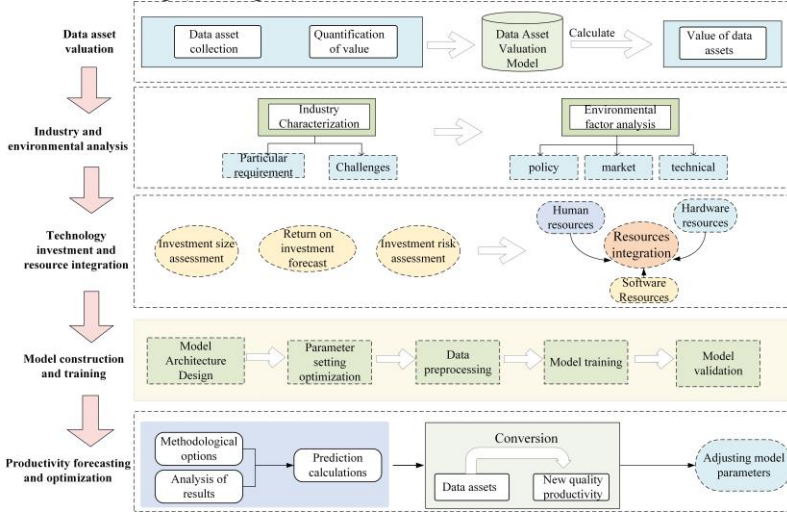 Data asset
valuation
Data asset
collection
Quantification
of value
Data Asset
Valuation
Model
Calculate
Value of data
assets
Industry and
environmental analysis
Industry
Characterization
Particular
requirement
Challenges
Environmental
factor analysis
policy
market
technical
Technology
investment and
resource integration
Investment size
assessment
Return on
investment
forecast
Investment risk
assessment
Human
resources
Hardware
resources
Resources
integration
Software
Resources
Model construction
and training
Model
Architecture
Design
Parameter
setting
optimization
Data
preprocessing
Model training
Model
validation
Productivity forecasting
and optimization
Methodological
options
Analysis of
results
Prediction
calculations
Conversion
Data assets
New quality
productivity
Adjusting model
parameters